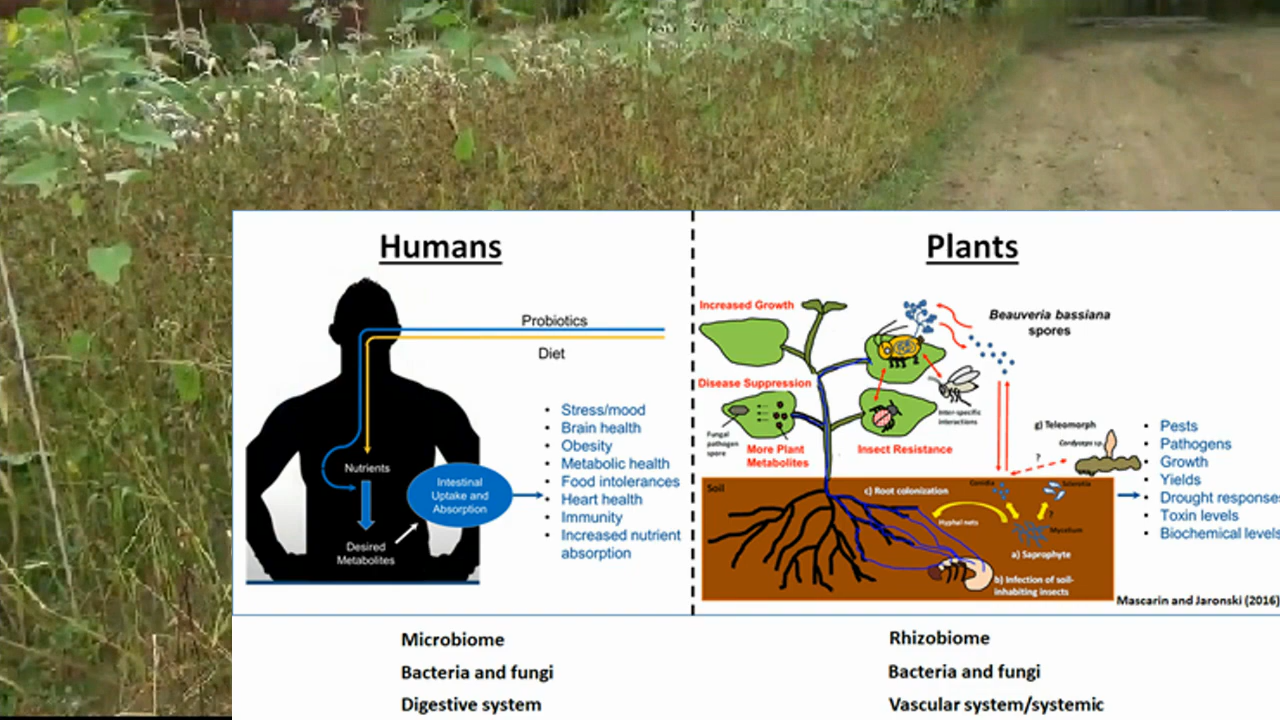 Humans
Probiotics
Diet
Nutrients
Desired
Metabolites
Intestinal
Uptake and
Absorption
• Stress/mood
• Brain health
• Obesity
• Metabolic health
• Food intolerances
• Heart health
• Immunity
• Increased nutrient
absorption
Plants
Increased Growth
Beauveria bassiana
spores
Disease Suppression
Fungal
pathogen
spore
More Plant
Metabolites
Insect Resistance
Inter-specific
interactions
g) Teleomorph
Cordyceps sp.
?
Soil
c) Root colonization
Conidia
Sclerotia
Hyphal nets
?
Mycelium
a) Saprophyte
b) Infection of soil-
inhabiting insects
• Pests
• Pathogens
• Growth
• Yields
• Drought responses
• Toxin levels
• Biochemical levels
Mascarin and Jaronski (2016)
Microbiome
Bacteria and fungi
Digestive system
Rhizobiome
Bacteria and fungi
Vascular system/systemic